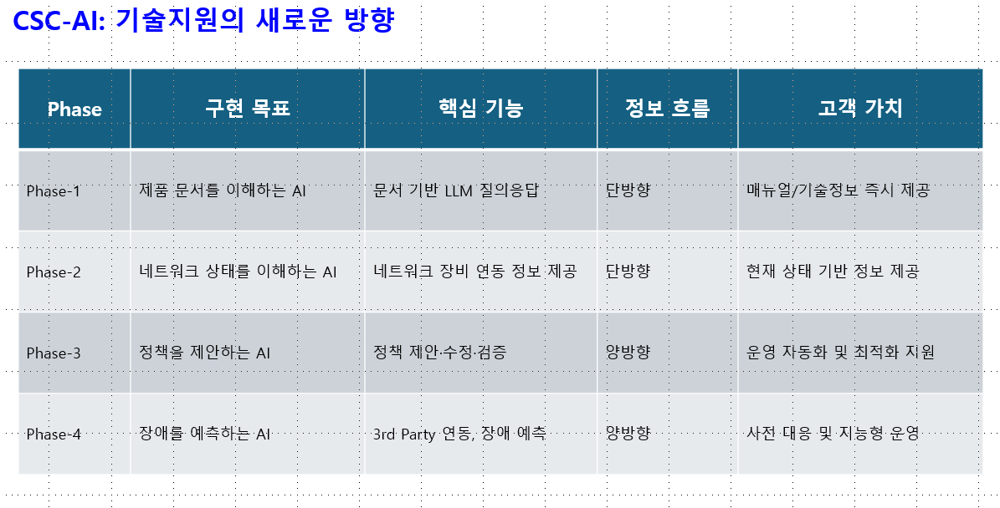 CSC-AI: 기술지원의 새로운 방향
Phase 구현 목표 핵심 기능 정보 흐름 고객 가치
Phase-1 제품 문서를 이해하는 AI 문서 기반 LLM 질의응답 단방향 매뉴얼/기술정보 즉시 제공
Phase-2 네트워크 상태를 이해하는 AI 네트워크 장비 연동 정보 제공 단방향 현재 상태 기반 정보 제공
Phase-3 정책을 제안하는 AI 정책 제안·수정·검증 양방향 운영 자동화 및 최적화 지원
Phase-4 장애를 예측하는 AI 3rd Party 연동, 장애 예측 양방향 사전 대응 및 지능형 운영